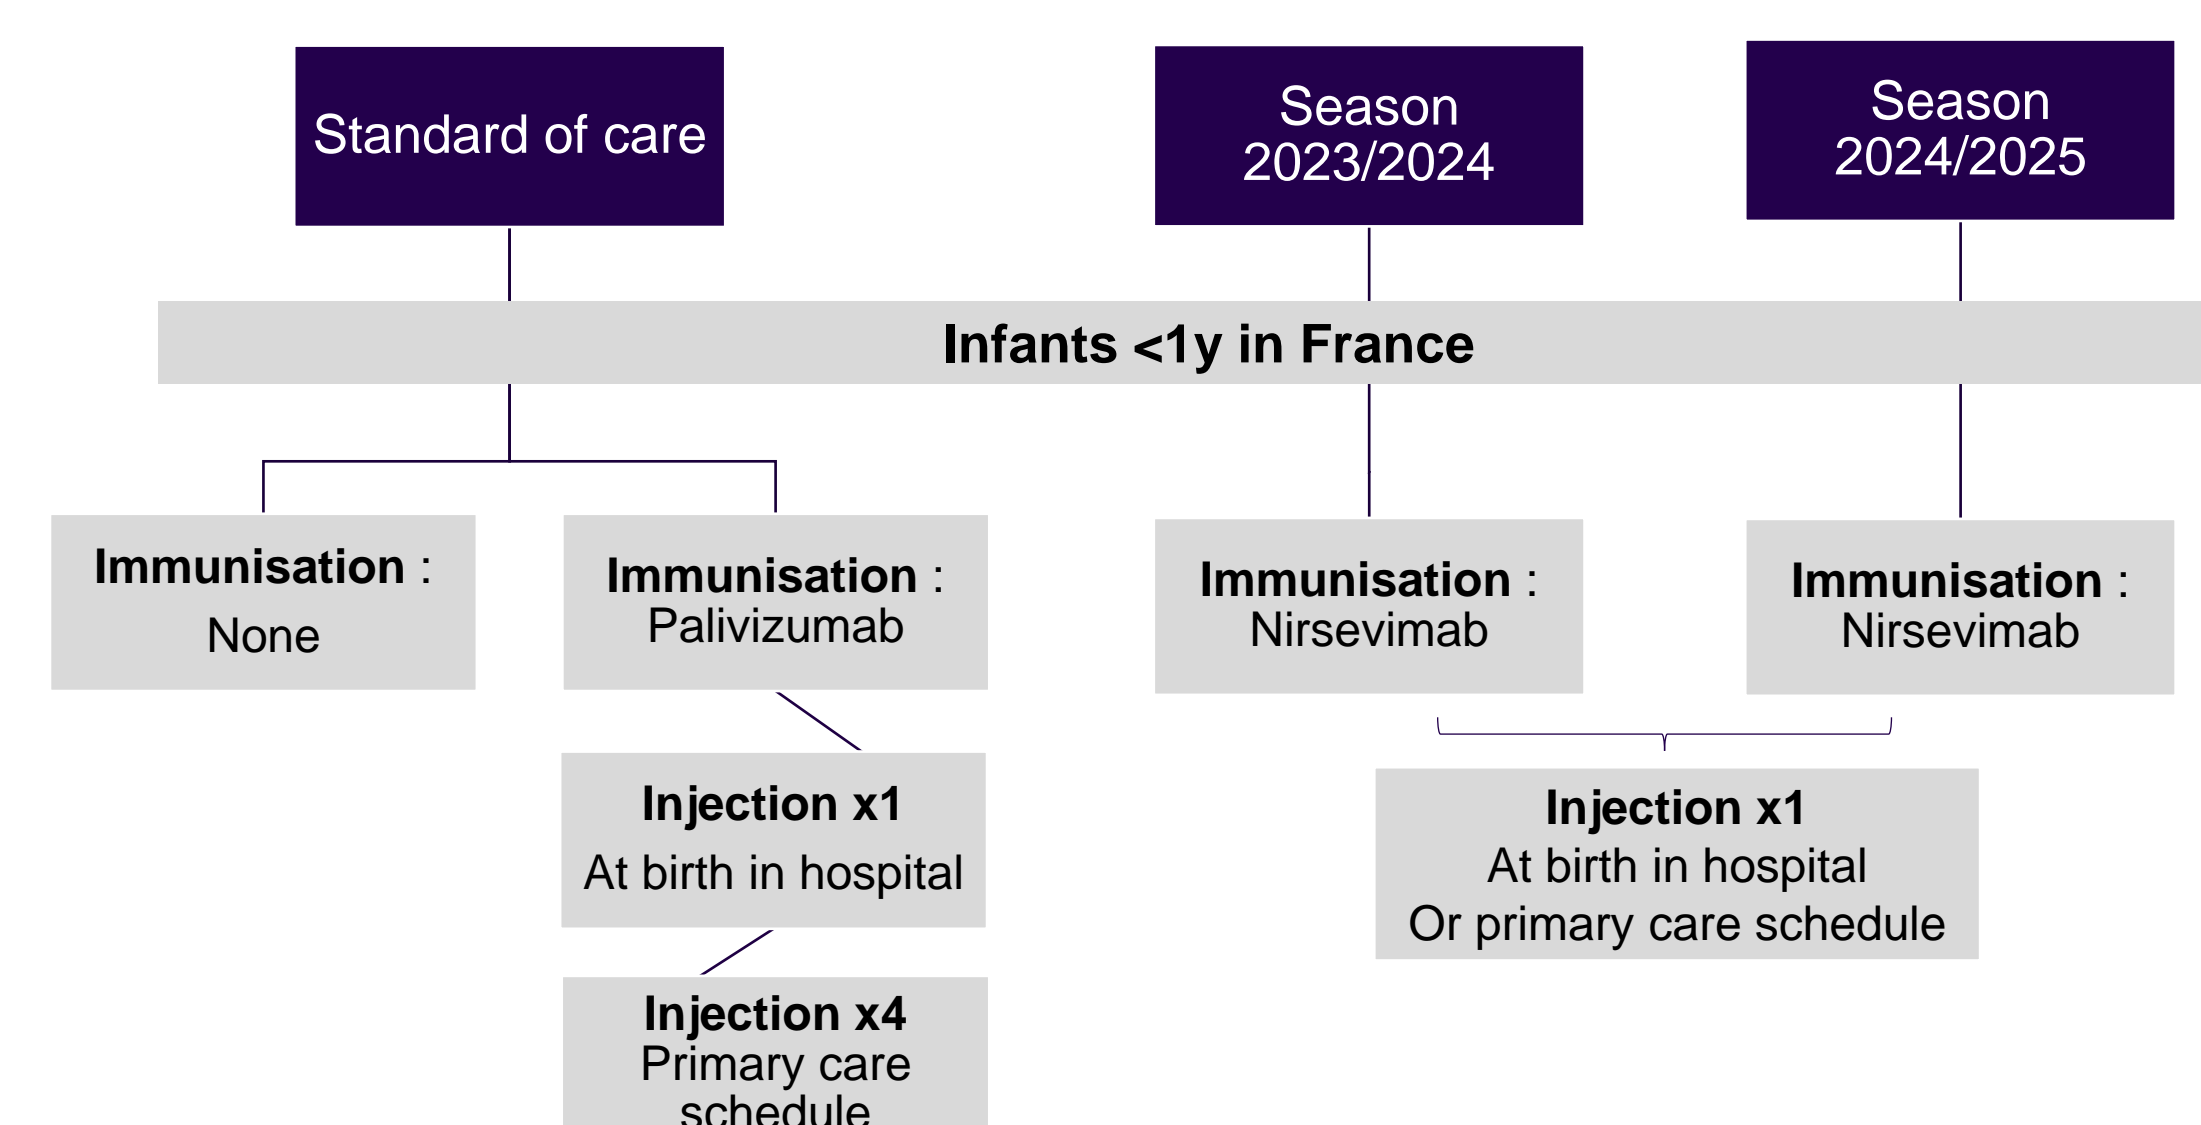 Standard of care
Season
2023/2024
Season
2024/2025
Infants <1y in France
Immunisation :
None
Immunisation :
Palivizumab
Immunisation :
Nirsevimab
Immunisation :
Nirsevimab
Injection x1
At birth in hospital
Injection x4
Primary care
schedule
Injection x1
At birth in hospital
Or primary care schedule